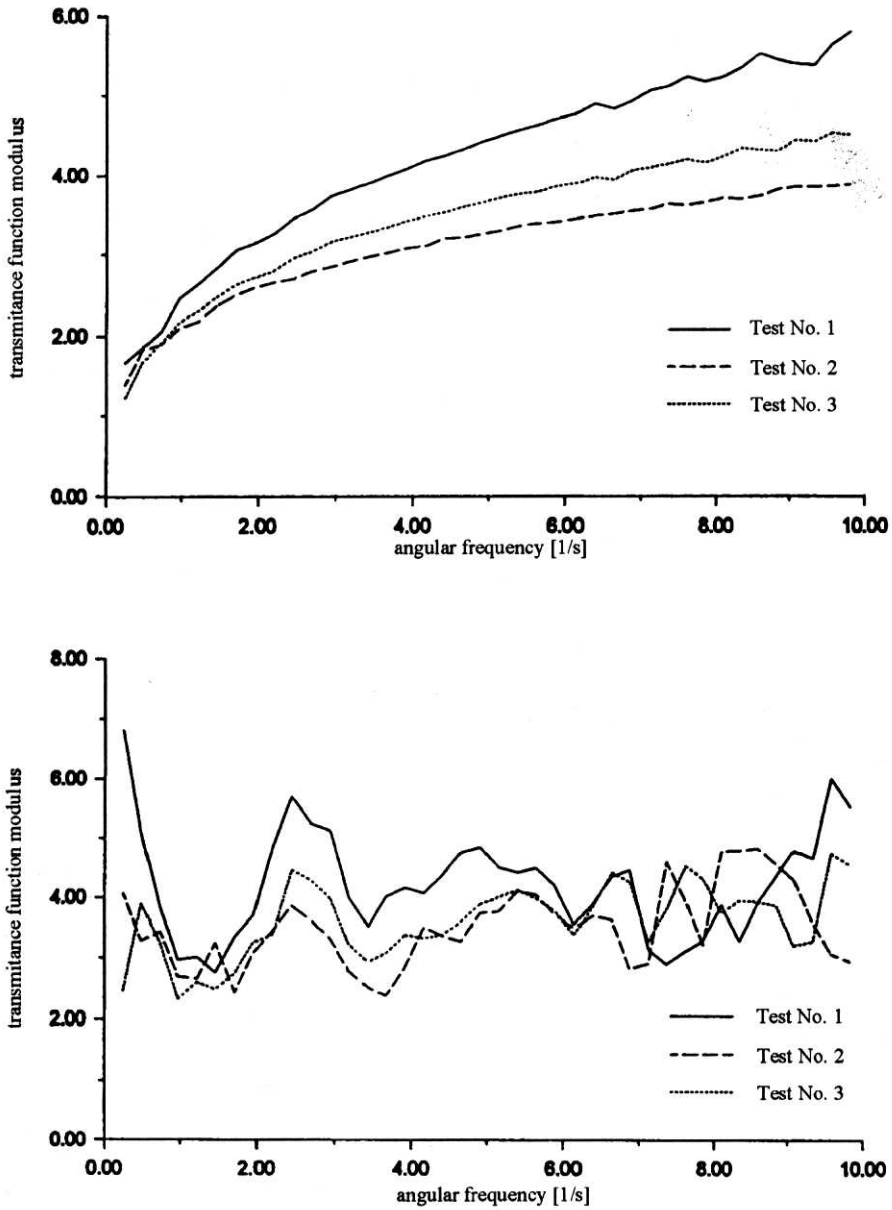 6.00
4.00
2.00
0.00
transmitance function modulus
Test No. 1
Test No. 2
Test No. 3
0.00 2.00 4.00 6.00 8.00 10.00
angular frequency [1/s]
8.00
6.00
4.00
2.00
0.00
transmitance function modulus
Test No. 1
Test No. 2
Test No. 3
0.00 2.00 4.00 6.00 8.00 10.00
angular frequency [1/s]